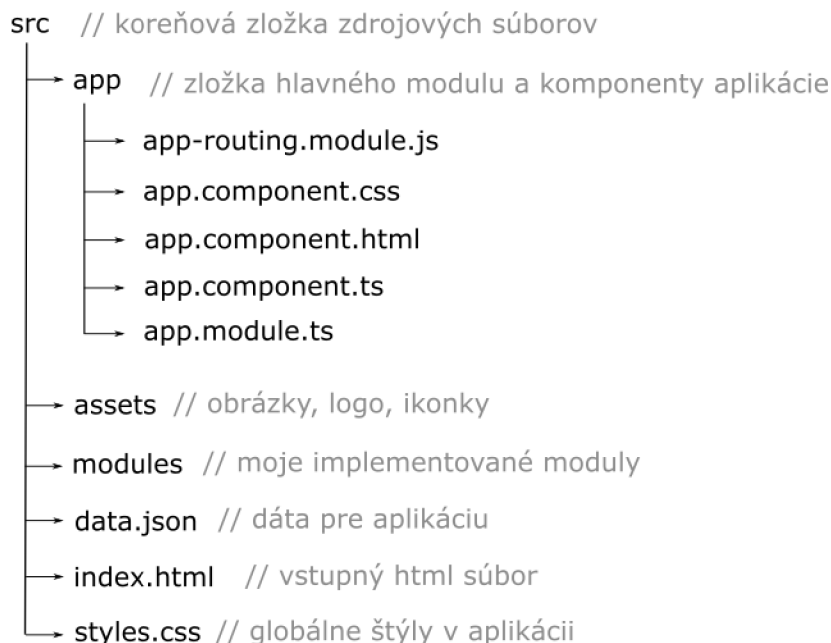 src // koreňová zložka zdrojových súborov
app // zložka hlavného modulu a komponenty aplikácie
app-routing.module.js
app.component.css
app.component.html
app.component.ts
app.module.ts
assets // obrázky, logo, ikonky
modules // moje implementované moduly
data.json // dáta pre aplikáciu
index.html // vstupný html súbor
styles.css // globálne štýly v aplikácii